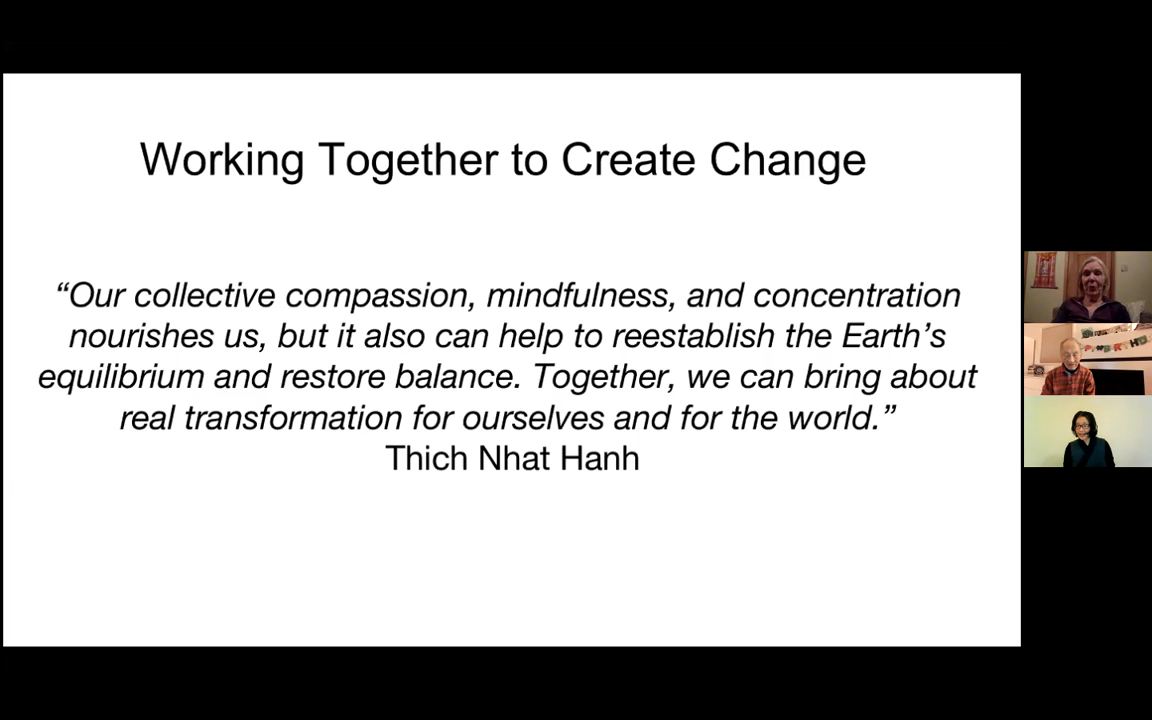 Working Together to Create Change
“Our collective compassion, mindfulness, and concentration
nourishes us, but it also can help to reestablish the Earth’s
equilibrium and restore balance. Together, we can bring about
real transformation for ourselves and for the world.”
Thich Nhat Hanh